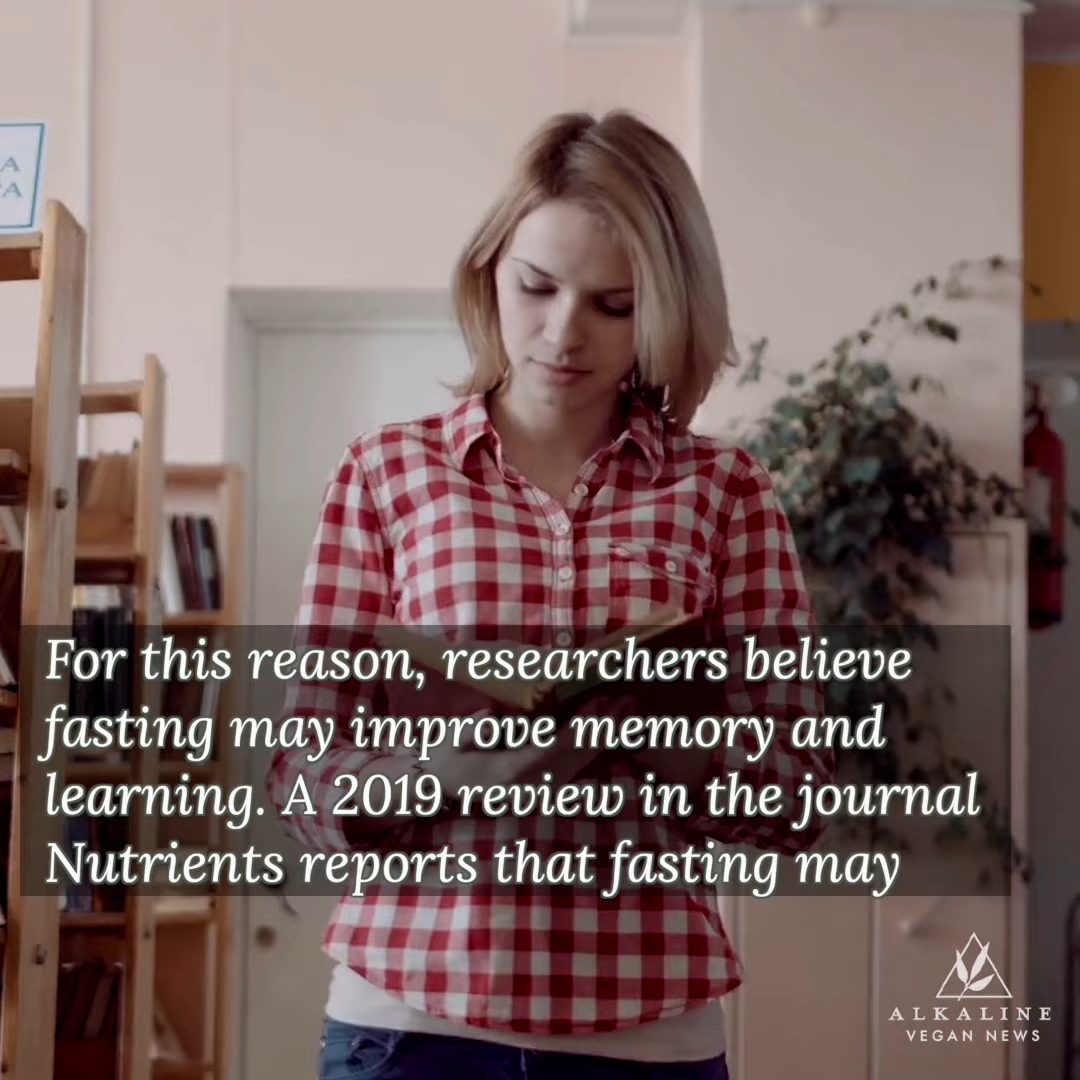 A
A
For this reason, researchers believe
fasting may improve memory and
learning. A 2019 review in the journal
Nutrients reports that fasting may
ALKALINE
VEGAN NEWS